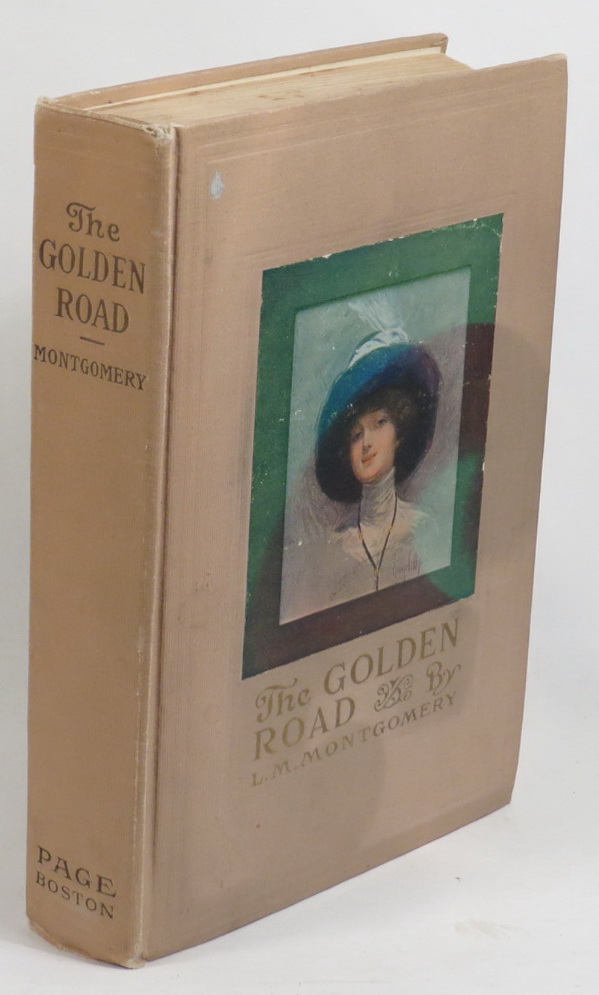 The
GOLDEN
ROAD
MONTGOMERY
PAGE
BOSTON
The GOLDEN
ROAD By
L.M. MONTGOMERY